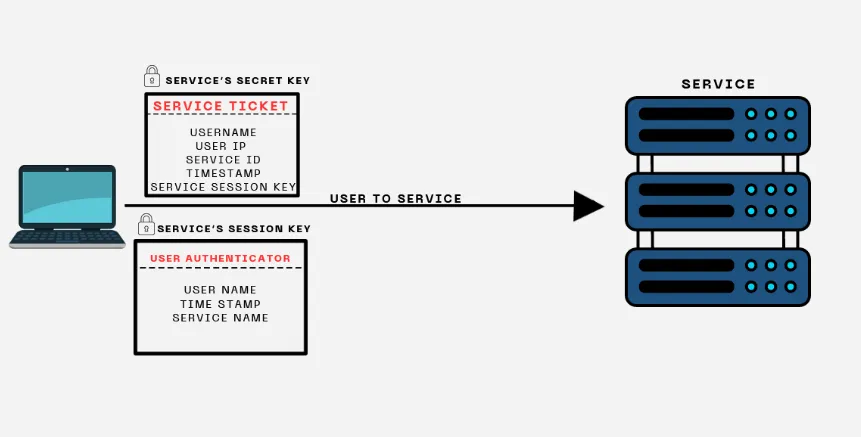 SERVICE'S SECRET KEY
SERVICE TICKET
USERNAME
USER IP
SERVICE ID
TIMESTAMP
SERVICE SESSION KEY
SERVICE
USER TO SERVICE
SERVICE'S SESSION KEY
USER AUTHENTICATOR
USER NAME
TIME STAMP
SERVICE NAME